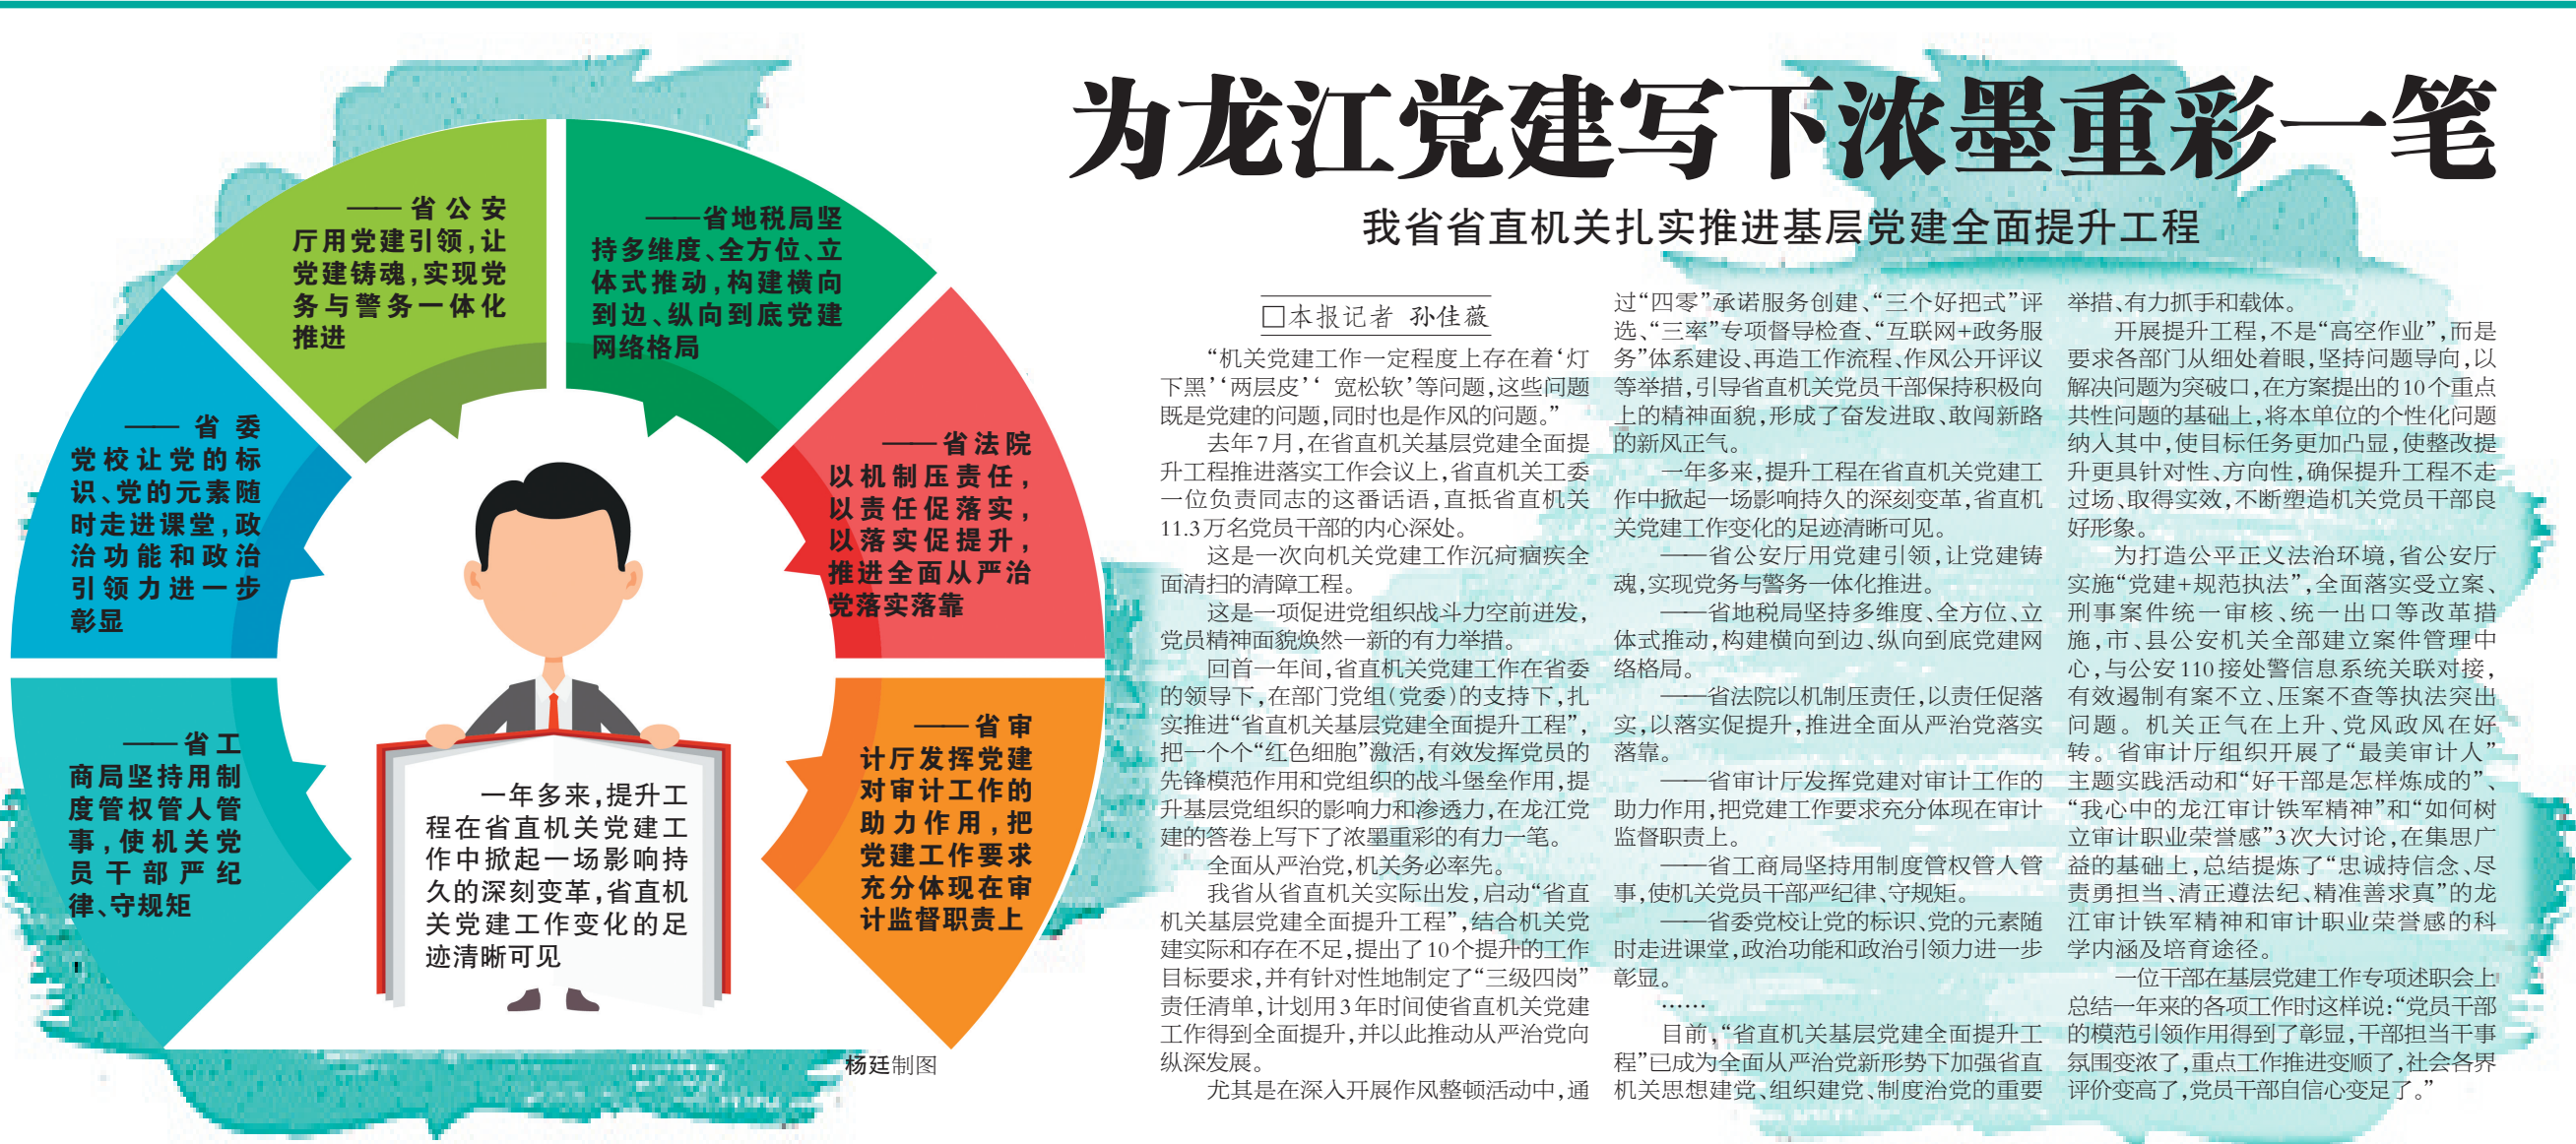 为龙江党建写下浓墨重彩一笔
我省省直机关扎实推进基层党建全面提升工程
——省公安
厅用党建引领,让
党建铸魂,实现党
务与警务一体化
推进
——省地税局坚
持多维度、全方位、立
体式推动,构建横向
到边、纵向到底党建
网络格局
——省委
党校让党的标
识、党的元素随
时走进课堂,政
治功能和政治
引领力进一步
彰显
——省法院
以机制压责任,
以责任促落实,
以落实促提升,
推进全面从严治
党落实落靠
——省工
商局坚持用制
度管权管人管
事,使机关党
员干部严纪
律、守规矩
——省审
计厅发挥党建
对审计工作的
助力作用,把
党建工作要求
充分体现在审
计监督职责上
一年多来,提升工
程在省直机关党建工
作中掀起一场影响持
久的深刻变革,省直机
关党建工作变化的足
迹清晰可见
杨廷制图
□本报记者 孙佳薇
“机关党建工作一定程度上存在着‘灯
下黑’‘两层皮’‘ 宽松软’等问题,这些问题
既是党建的问题,同时也是作风的问题。”
去年7月,在省直机关基层党建全面提
升工程推进落实工作会议上,省直机关工委
一位负责同志的这番话语,直抵省直机关
11.3万名党员干部的内心深处。
这是一次向机关党建工作沉疴痼疾全
面清扫的清障工程。
这是一项促进党组织战斗力空前迸发,
党员精神面貌焕然一新的有力举措。
回首一年间,省直机关党建工作在省委
的领导下,在部门党组(党委)的支持下,扎
实推进“省直机关基层党建全面提升工程”,
把一个个“红色细胞”激活,有效发挥党员的
先锋模范作用和党组织的战斗堡垒作用,提
升基层党组织的影响力和渗透力,在龙江党
建的答卷上写下了浓墨重彩的有力一笔。
全面从严治党,机关务必率先。
我省从省直机关实际出发,启动“省直
机关基层党建全面提升工程”,结合机关党
建实际和存在不足,提出了10个提升的工作
目标要求,并有针对性地制定了“三级四岗”
责任清单,计划用3年时间使省直机关党建
工作得到全面提升,并以此推动从严治党向
纵深发展。
尤其是在深入开展作风整顿活动中,通
过“四零”承诺服务创建、“三个好把式”评
选、“三率”专项督导检查、“互联网+政务服
务”体系建设、再造工作流程、作风公开评议
等举措,引导省直机关党员干部保持积极向
上的精神面貌,形成了奋发进取、敢闯新路
的新风正气。
一年多来,提升工程在省直机关党建工
作中掀起一场影响持久的深刻变革,省直机
关党建工作变化的足迹清晰可见。
——省公安厅用党建引领,让党建铸
魂,实现党务与警务一体化推进。
——省地税局坚持多维度、全方位、立
体式推动,构建横向到边、纵向到底党建网
络格局。
——省法院以机制压责任,以责任促落
实,以落实促提升,推进全面从严治党落实
落靠。
——省审计厅发挥党建对审计工作的
助力作用,把党建工作要求充分体现在审计
监督职责上。
——省工商局坚持用制度管权管人管
事,使机关党员干部严纪律、守规矩。
——省委党校让党的标识、党的元素随
时走进课堂,政治功能和政治引领力进一步
彰显。
……
目前,“省直机关基层党建全面提升工
程”已成为全面从严治党新形势下加强省直
机关思想建党、组织建党、制度治党的重要
举措、有力抓手和载体。
开展提升工程,不是“高空作业”,而是
要求各部门从细处着眼,坚持问题导向,以
解决问题为突破口,在方案提出的10个重点
共性问题的基础上,将本单位的个性化问题
纳入其中,使目标任务更加凸显,使整改提
升更具针对性、方向性,确保提升工程不走
过场、取得实效,不断塑造机关党员干部良
好形象。
为打造公平正义法治环境,省公安厅
实施“党建+规范执法”,全面落实受立案、
刑事案件统一审核、统一出口等改革措
施,市、县公安机关全部建立案件管理中
心,与公安110接处警信息系统关联对接,
有效遏制有案不立、压案不查等执法突出
问题。机关正气在上升、党风政风在好
转。省审计厅组织开展了“最美审计人”
主题实践活动和“好干部是怎样炼成的”、
“我心中的龙江审计铁军精神”和“如何树
立审计职业荣誉感”3次大讨论,在集思广
益的基础上,总结提炼了“忠诚持信念、尽
责勇担当、清正遵法纪、精准善求真”的龙
江审计铁军精神和审计职业荣誉感的科
学内涵及培育途径。
一位干部在基层党建工作专项述职会上
总结一年来的各项工作时这样说:“党员干部
的模范引领作用得到了彰显,干部担当干事
氛围变浓了,重点工作推进变顺了,社会各界
评价变高了,党员干部自信心变足了。”